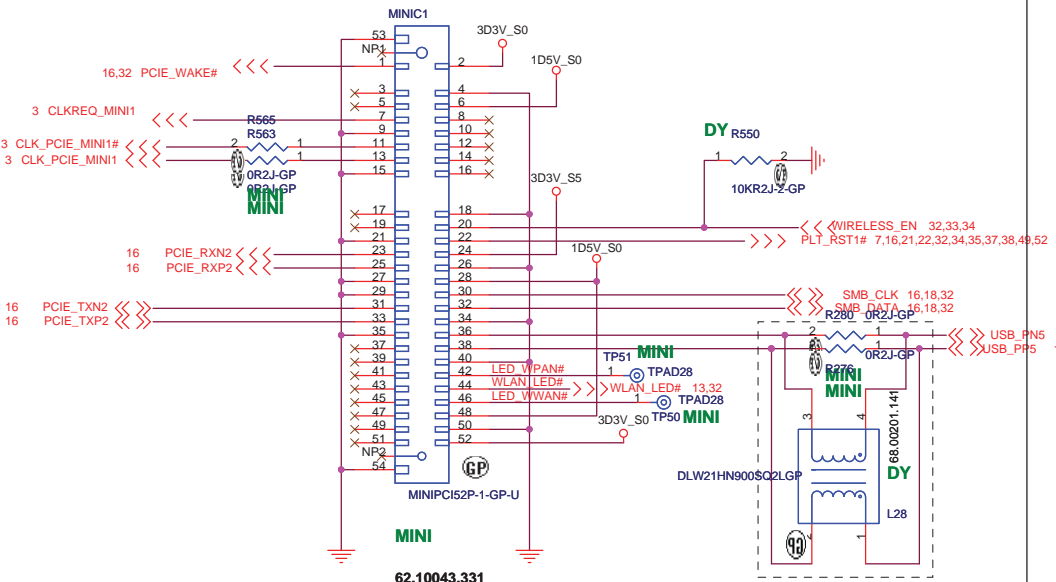 MINIC1
3D3V_S0
53
NP1
16,32 PCIE_WAKE#
1
2
1D5V_S0
3
4
5
6
3 CLKREQ_MINI1
7
8
R565
9
10
R563
DY R550
3 CLK_PCIE_MINI1#
2
1
11
12
1
2
3 CLK_PCIE_MINI1
1
13
14
0R2J-GP
15
16
0R2J-GP
10KR2J-2-GP
MINI
MINI
3D3V_S5
17
18
19
20
WIRELESS_EN 32,33,34
21
22
PLT_RST1# 7,16,21,22,32,34,35,37,38,49,52
16 PCIE_RXN2
23
24
1D5V_S0
16 PCIE_RXP2
25
26
27
28
29
30
SMB_CLK 16,18,32
16 PCIE_TXN2
31
32
SMB_DATA 16,18,32
16 PCIE_TXP2
33
34
R280 0R2J-GP
35
36
2
1
USB_PN5
37
38
1
USB_PP5
0R2J-GP
R276
39
40
TP51 MINI
41
42
LED_WPAN#
1
TPAD28
MINI
MINI
43
44
WLAN_LED#
WLAN_LED# 13,32
45
46
LED_WWAN#
1
TPAD28
47
48
TP50 MINI
3D3V_S0
49
50
51
52
NP2
54
GP
MINIPCI52P-1-GP-U
3
4
68.00201.141
DLW21HN900SQ2LGP
DY
L28
GP
1
MINI
62.10043.331